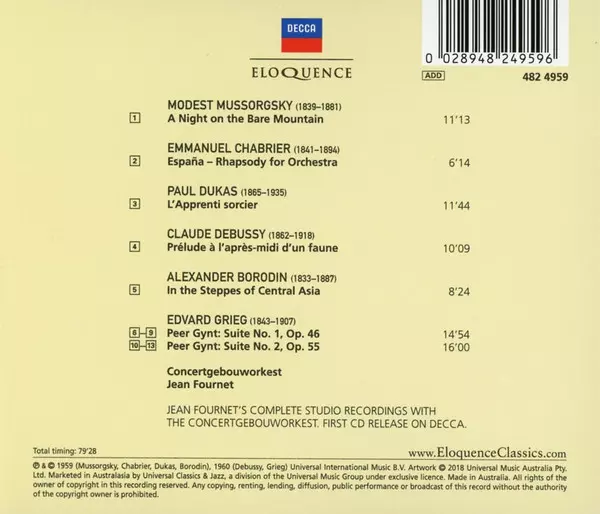 DECCA
ELOQUENCE
0 028948 249596
ADD
482 4959
MODEST MUSSORGSKY (1839–1881)
1 A Night on the Bare Mountain 11'13
EMMANUEL CHABRIER (1841–1894)
2 España – Rhapsody for Orchestra 6'14
PAUL DUKAS (1865–1935)
3 L'Apprenti sorcier 11'44
CLAUDE DEBUSSY (1862–1918)
4 Prélude à l'après-midi d'un faune 10'09
ALEXANDER BORODIN (1833–1887)
5 In the Steppes of Central Asia 8'24
EDVARD GRIEG (1843–1907)
6–9 Peer Gynt: Suite No. 1, Op. 46 14'54
10–13 Peer Gynt: Suite No. 2, Op. 55 16'00
Concertgebouworkest
Jean Fournet
JEAN FOURNET'S COMPLETE STUDIO RECORDINGS WITH
THE CONCERTGEBOUWORKEST. FIRST CD RELEASE ON DECCA.
Total timing: 79'28
www.EloquenceClassics.com
℗ & © 1959 (Mussorgsky, Chabrier, Dukas, Borodin), 1960 (Debussy, Grieg) Universal International Music B.V. Artwork © 2018 Universal Music Australia Pty.
Ltd. Marketed in Australasia by Universal Classics & Jazz, a division of the Universal Music Group under exclusive licence. Made in Australia. All rights of the
owner of copyright in this recording reserved. Any copying, renting, lending, diffusion, public performance or broadcast of this record without the authority
of the copyright owner is prohibited.